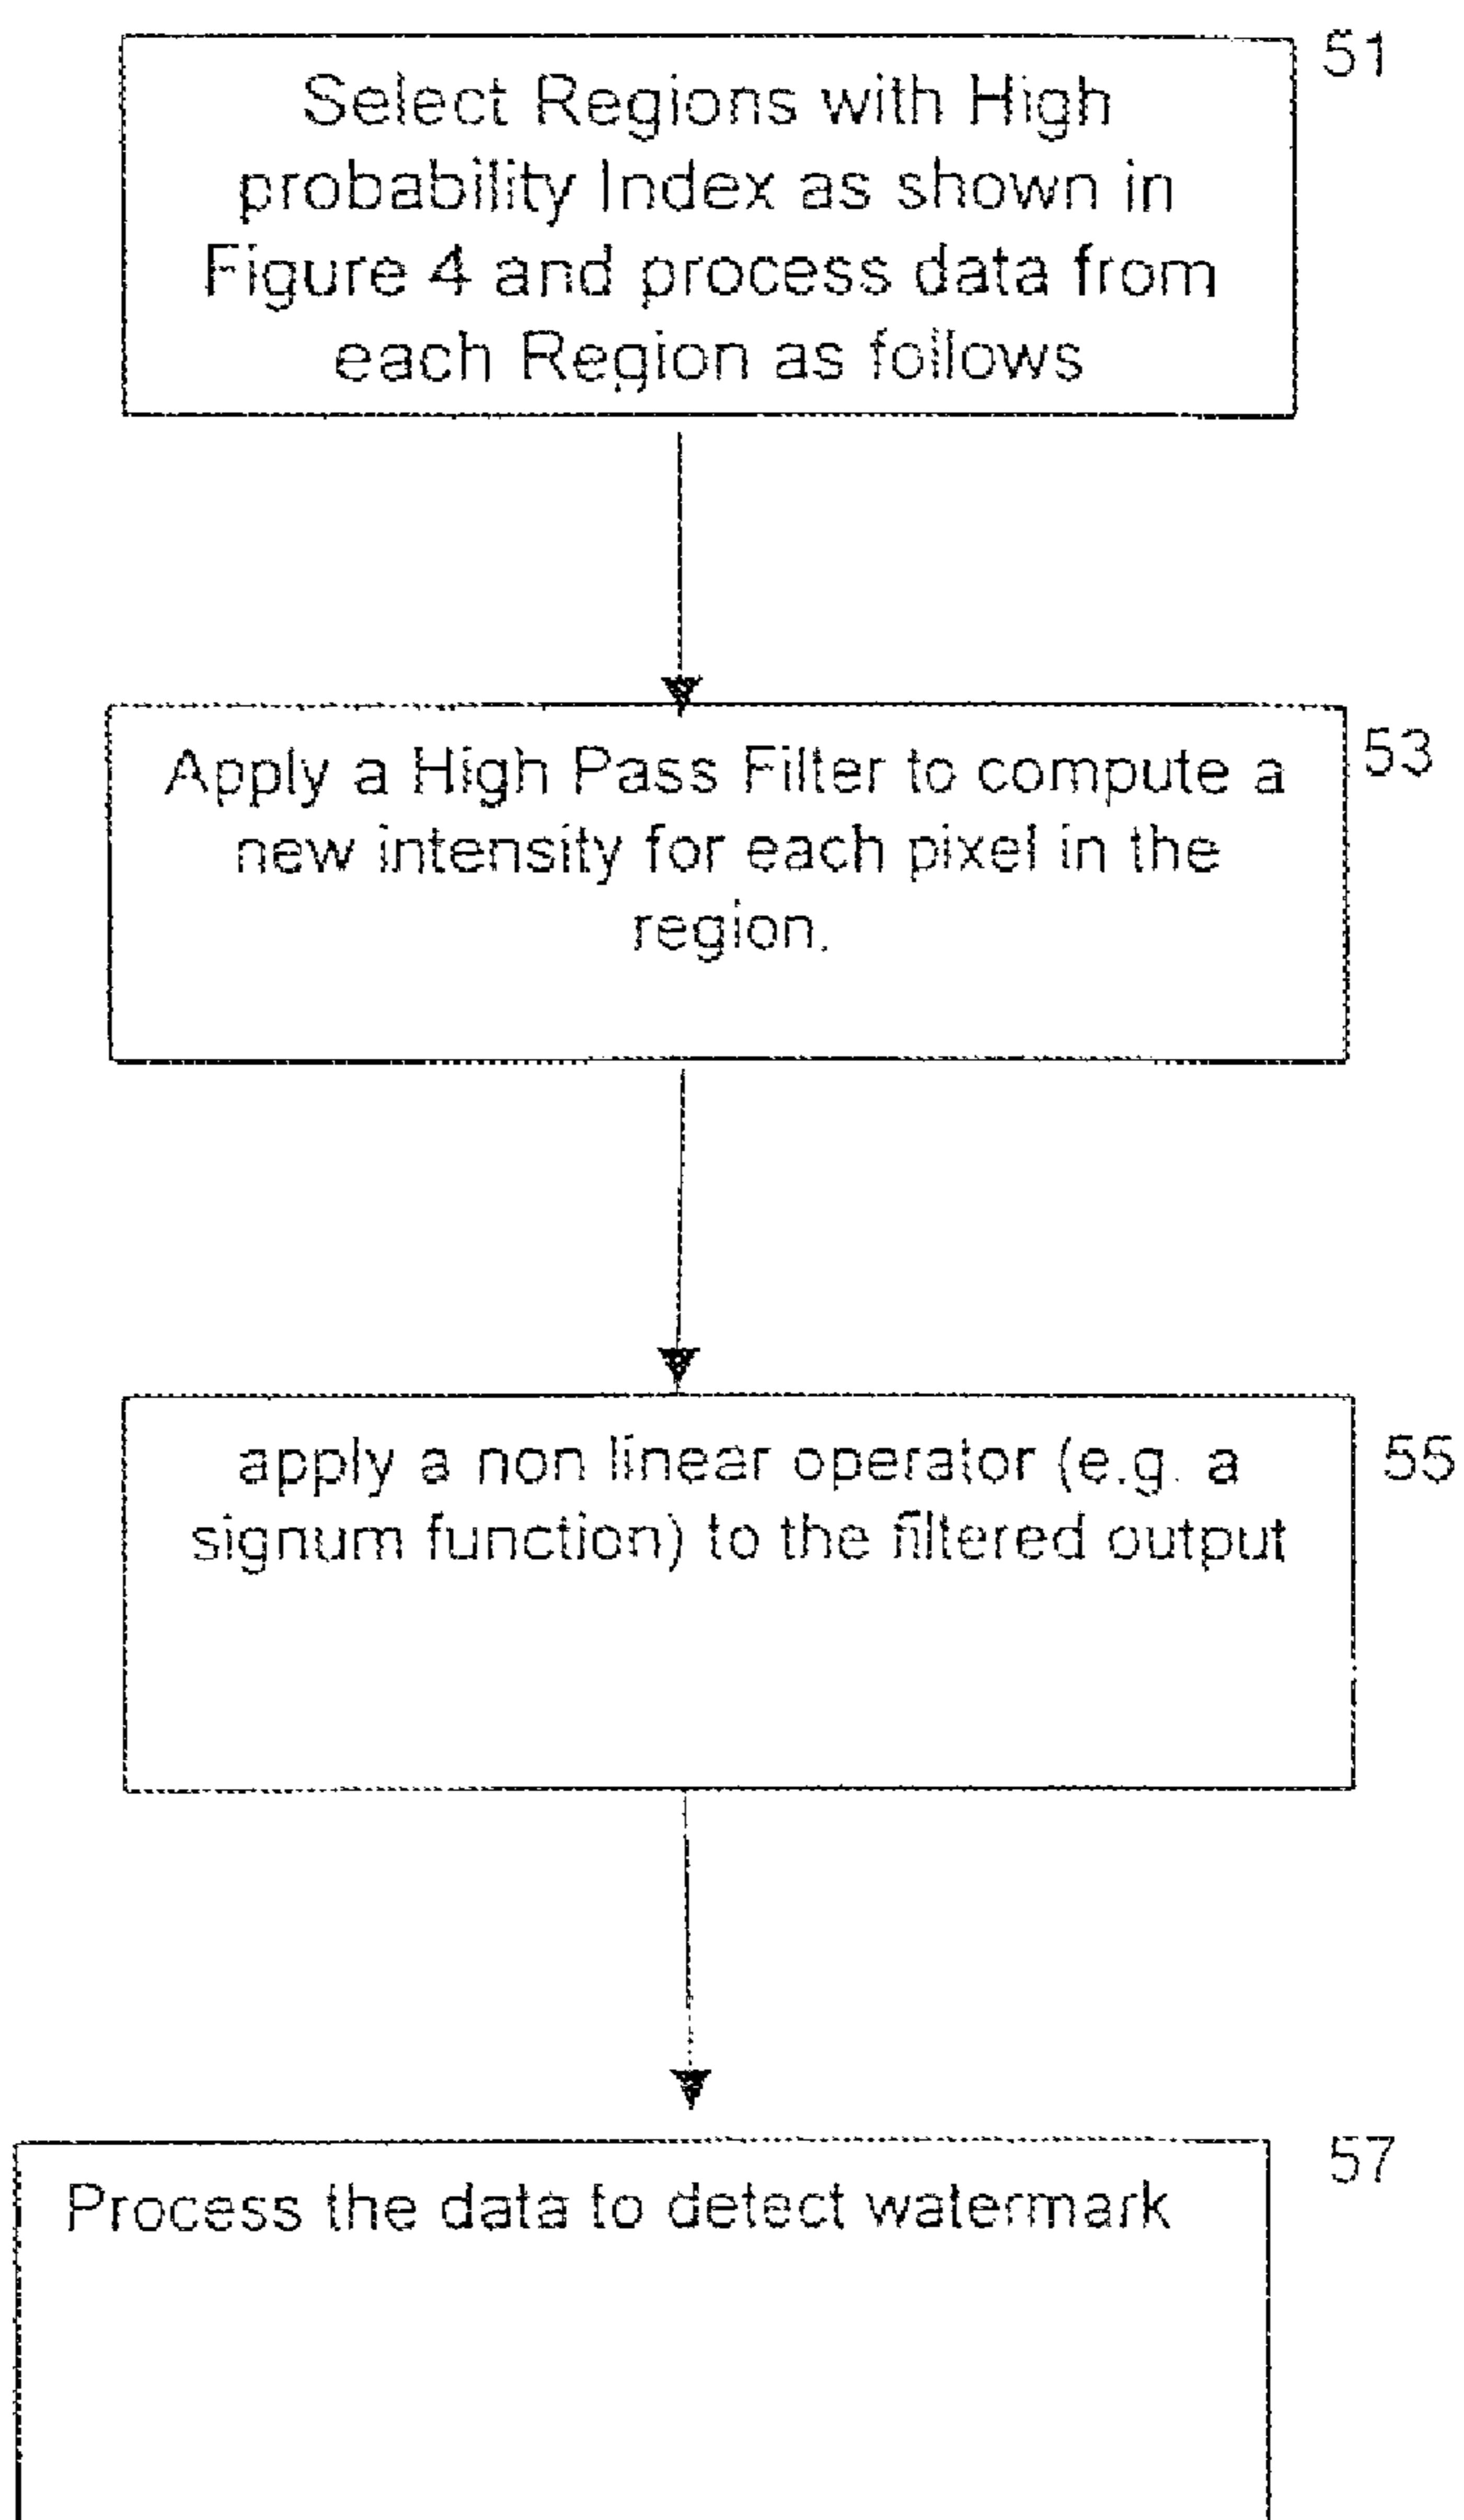 51
Select Regions with High
probability Index as shown in
Figure 4 and process data from
each Region as follows
53
Apply a High Pass Filter to compute a
new intensity for each pixel in the
region.
55
apply a non linear operator (e.g. a
signum function) to the filtered output
57
Process the data to detect watermark